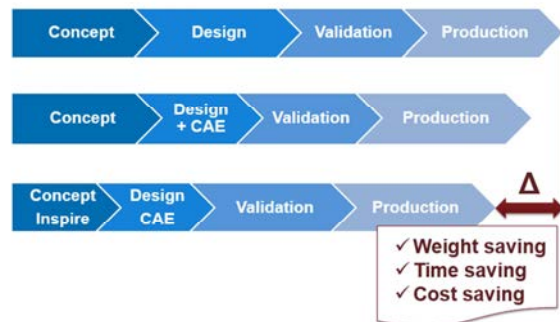 Concept Design Validation Production
Concept Design + CAE Validation Production
Concept Inspire Design CAE Validation Production
Δ
✓ Weight saving
✓ Time saving
✓ Cost saving